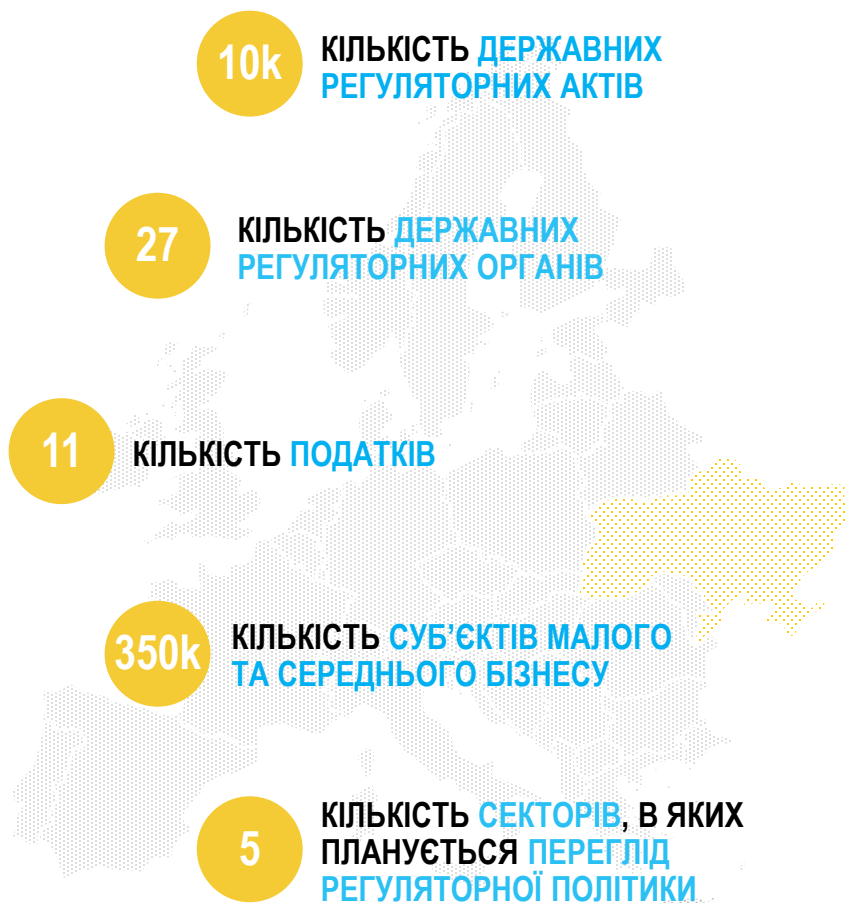 10k
КІЛЬКІСТЬ ДЕРЖАВНИХ
РЕГУЛЯТОРНИХ АКТІВ
27
КІЛЬКІСТЬ ДЕРЖАВНИХ
РЕГУЛЯТОРНИХ ОРГАНІВ
11
КІЛЬКІСТЬ ПОДАТКІВ
350k
КІЛЬКІСТЬ СУБ’ЄКТІВ МАЛОГО
ТА СЕРЕДНЬОГО БІЗНЕСУ
5
КІЛЬКІСТЬ СЕКТОРІВ, В ЯКИХ
ПЛАНУЄТЬСЯ ПЕРЕГЛІД
РЕГУЛЯТОРНОЇ ПОЛІТИКИ